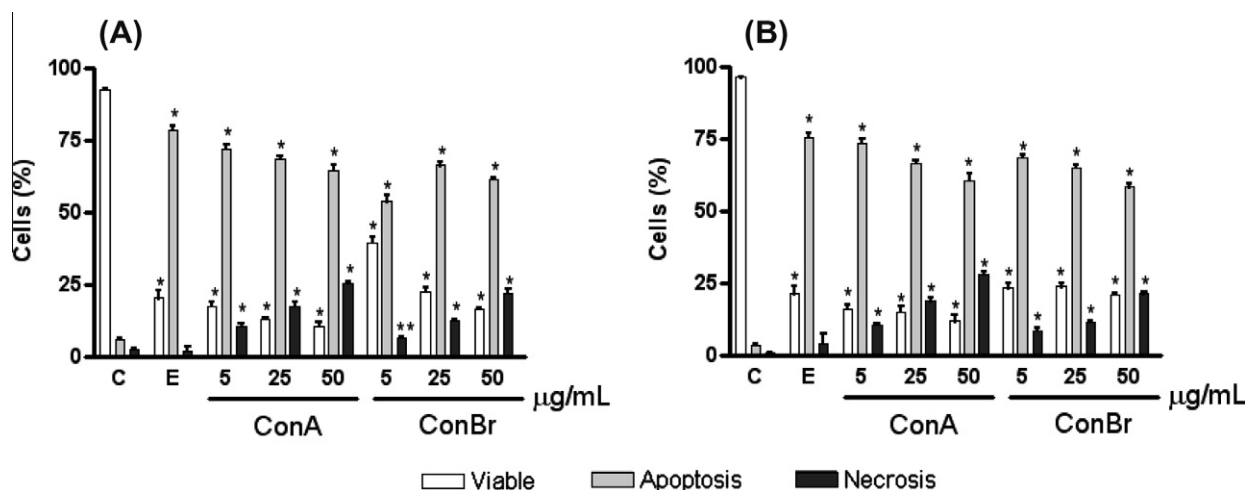 (A)
100
75
50
25
0
Cells (%)
* * * * * * * * * * * * * * * * * * ** *
C E 5 25 50 5 25 50 μg/mL
ConA ConBr
(B)
100
75
50
25
0
Cells (%)
* * * * * * * * * * * * * * * * * * * *
C E 5 25 50 5 25 50 μg/mL
ConA ConBr
Viable Apoptosis Necrosis